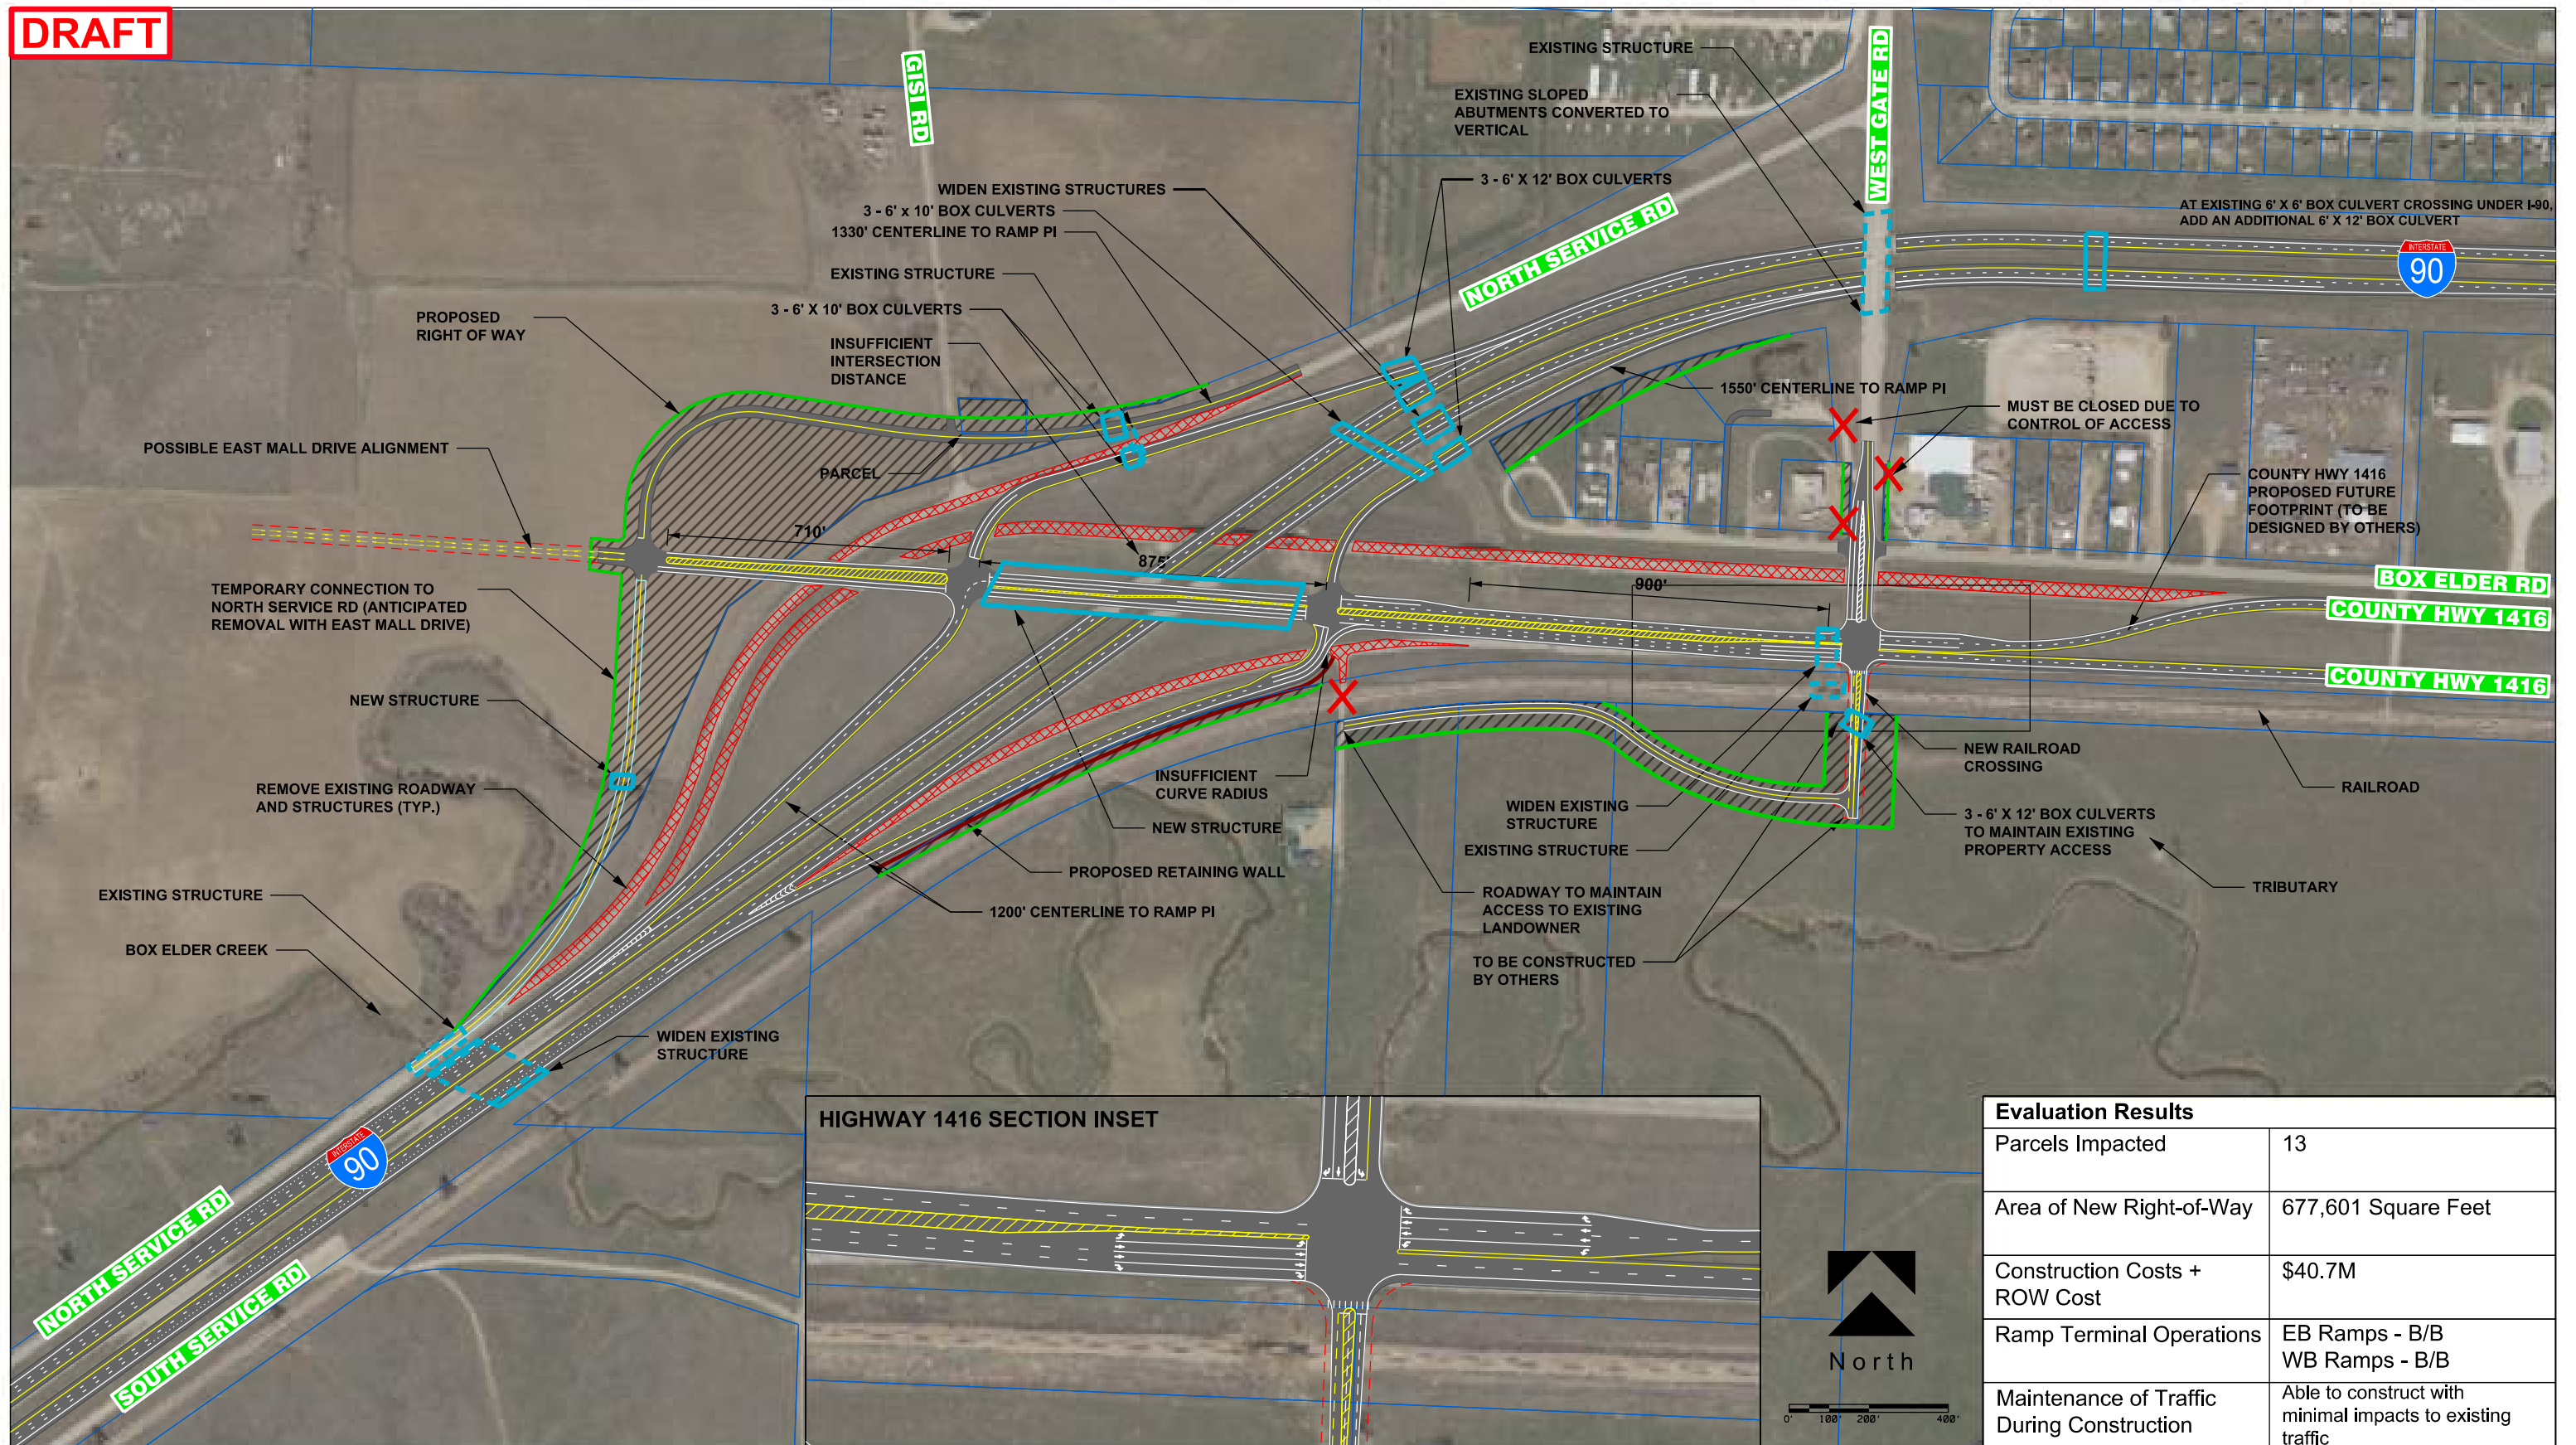 DRAFT
GISI RD
WEST GATE RD
EXISTING STRUCTURE
EXISTING SLOPED
ABUTMENTS CONVERTED TO
VERTICAL
WIDEN EXISTING STRUCTURES
3 - 6' X 12' BOX CULVERTS
3 - 6' x 10' BOX CULVERTS
1330' CENTERLINE TO RAMP PI
NORTH SERVICE RD
AT EXISTING 6' X 6' BOX CULVERT CROSSING UNDER I-90,
ADD AN ADDITIONAL 6' X 12' BOX CULVERT
INTERSTATE
90
EXISTING STRUCTURE
3 - 6' X 10' BOX CULVERTS
PROPOSED
RIGHT OF WAY
INSUFFICIENT
INTERSECTION
DISTANCE
1550' CENTERLINE TO RAMP PI
MUST BE CLOSED DUE TO
CONTROL OF ACCESS
POSSIBLE EAST MALL DRIVE ALIGNMENT
PARCEL
COUNTY HWY 1416
PROPOSED FUTURE
FOOTPRINT (TO BE
DESIGNED BY OTHERS)
710'
875'
900'
BOX ELDER RD
COUNTY HWY 1416
COUNTY HWY 1416
TEMPORARY CONNECTION TO
NORTH SERVICE RD (ANTICIPATED
REMOVAL WITH EAST MALL DRIVE)
NEW STRUCTURE
REMOVE EXISTING ROADWAY
AND STRUCTURES (TYP.)
INSUFFICIENT
CURVE RADIUS
NEW STRUCTURE
PROPOSED RETAINING WALL
1200' CENTERLINE TO RAMP PI
WIDEN EXISTING
STRUCTURE
EXISTING STRUCTURE
ROADWAY TO MAINTAIN
ACCESS TO EXISTING
LANDOWNER
TO BE CONSTRUCTED
BY OTHERS
NEW RAILROAD
CROSSING
3 - 6' X 12' BOX CULVERTS
TO MAINTAIN EXISTING
PROPERTY ACCESS
RAILROAD
TRIBUTARY
EXISTING STRUCTURE
BOX ELDER CREEK
WIDEN EXISTING
STRUCTURE
INTERSTATE
90
NORTH SERVICE RD
SOUTH SERVICE RD
HIGHWAY 1416 SECTION INSET
North
0' 100' 200' 400'
Evaluation Results
Parcels Impacted 13
Area of New Right-of-Way 677,601 Square Feet
Construction Costs +
ROW Cost
$40.7M
Ramp Terminal Operations
EB Ramps - B/B
WB Ramps - B/B
Maintenance of Traffic
During Construction
Able to construct with
minimal impacts to existing
traffic